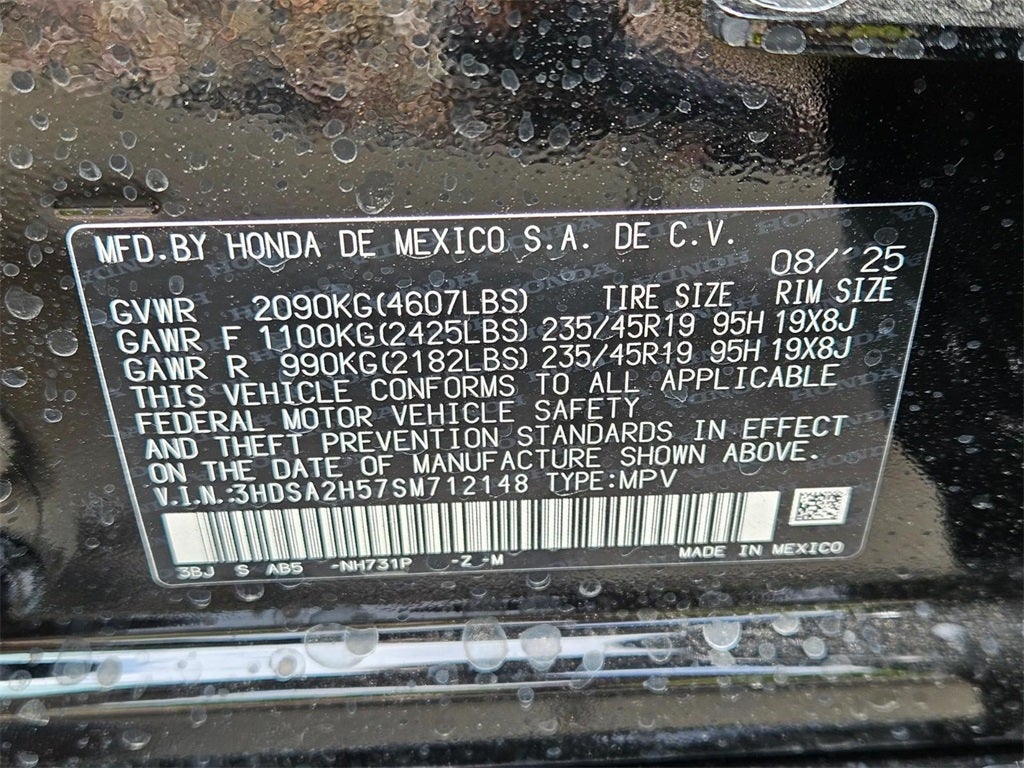 MFD.BY HONDA DE MEXICO S.A. DE C.V.
08/'25
GVWR 2090KG(4607LBS) TIRE SIZE RIM SIZE
GAWR F 1100KG(2425LBS) 235/45R19 95H 19X8J
GAWR R 990KG(2182LBS) 235/45R19 95H 19X8J
THIS VEHICLE CONFORMS TO ALL APPLICABLE
FEDERAL MOTOR VEHICLE SAFETY
AND THEFT PREVENTION STANDARDS IN EFFECT
ON THE DATE OF MANUFACTURE SHOWN ABOVE.
V.I.N.:3HDSA2H57SM712148 TYPE:MPV
MADE IN MEXICO
3BJ S AB5 -NH731P -Z -M